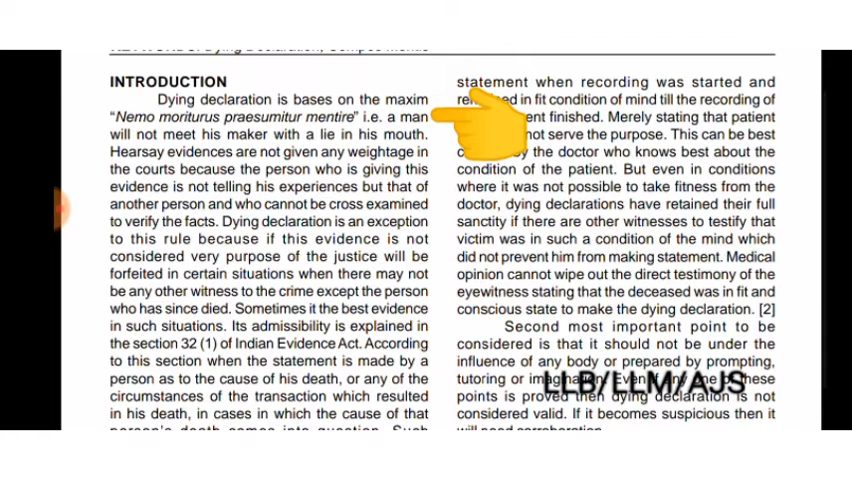 INTRODUCTION
Dying declaration is bases on the maxim
“Nemo moriturus praesumitur mentire” i.e. a man
will not meet his maker with a lie in his mouth.
Hearsay evidences are not given any weightage in
the courts because the person who is giving this
evidence is not telling his experiences but that of
another person and who cannot be cross examined
to verify the facts. Dying declaration is an exception
to this rule because if this evidence is not
considered very purpose of the justice will be
forfeited in certain situations when there may not
be any other witness to the crime except the person
who has since died. Sometimes it the best evidence
in such situations. Its admissibility is explained in
the section 32 (1) of Indian Evidence Act. According
to this section when the statement is made by a
person as to the cause of his death, or any of the
circumstances of the transaction which resulted
in his death, in cases in which the cause of that
statement when recording was started and
in fit condition of mind till the recording of
finished. Merely stating that patient
not serve the purpose. This can be best
by the doctor who knows best about the
condition of the patient. But even in conditions
where it was not possible to take fitness from the
doctor, dying declarations have retained their full
sanctity if there are other witnesses to testify that
victim was in such a condition of the mind which
did not prevent him from making statement. Medical
opinion cannot wipe out the direct testimony of the
eyewitness stating that the deceased was in fit and
conscious state to make the dying declaration. [2]
Second most important point to be
considered is that it should not be under the
influence of any body or prepared by prompting,
tutoring or imagination. Even if any one of these
points is proved then dying declaration is not
considered valid. If it becomes suspicious then it
LLB/LLM/AJS